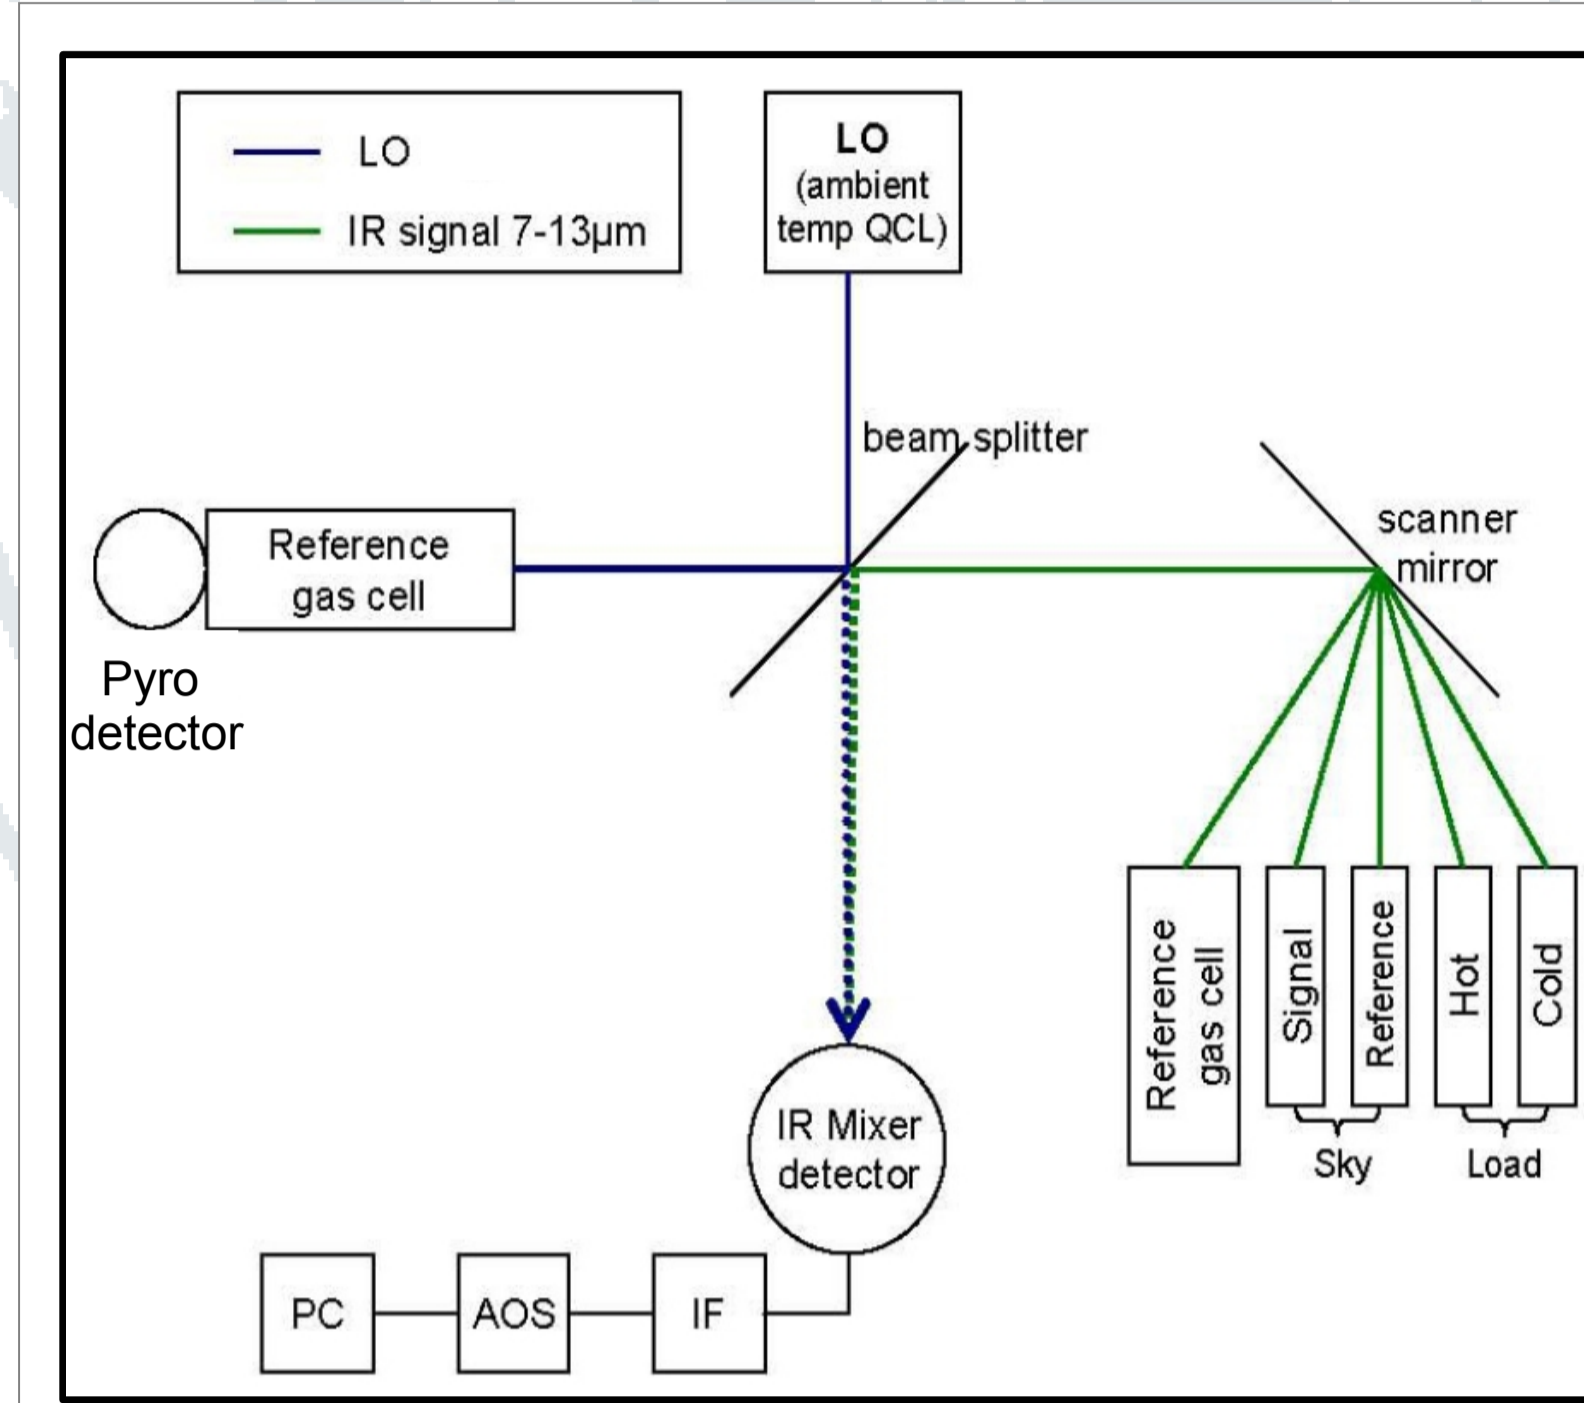 LO
IR signal 7-13µm
LO
(ambient
temp QCL)
beam splitter
scanner
mirror
Reference
gas cell
Pyro
detector
Reference
gas cell
Signal
Reference
Hot
Cold
Sky
Load
IR Mixer
detector
PC
AOS
IF